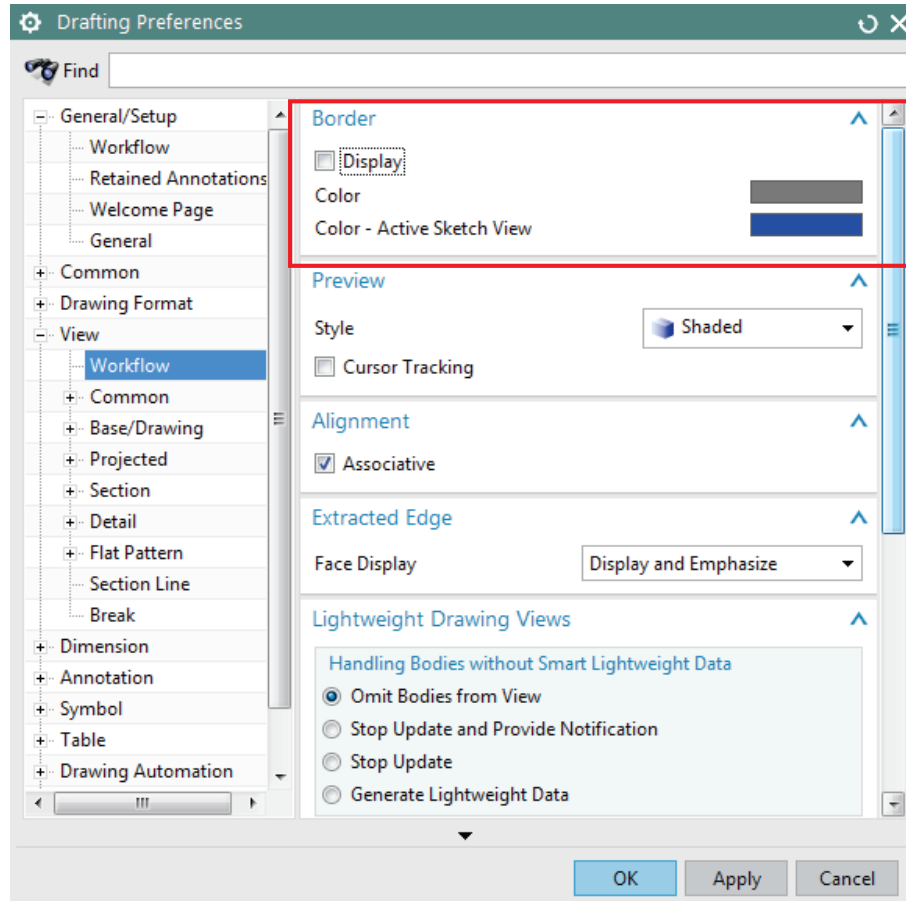 Drafting Preferences
Find
General/Setup
Workflow
Retained Annotations
Welcome Page
General
Common
Drawing Format
View
Workflow
Common
Base/Drawing
Projected
Section
Detail
Flat Pattern
Section Line
Break
Dimension
Annotation
Symbol
Table
Drawing Automation
Border
Display
Color
Color - Active Sketch View
Preview
Style Shaded
Cursor Tracking
Alignment
Associative
Extracted Edge
Face Display Display and Emphasize
Lightweight Drawing Views
Handling Bodies without Smart Lightweight Data
Omit Bodies from View
Stop Update and Provide Notification
Stop Update
Generate Lightweight Data
OK Apply Cancel